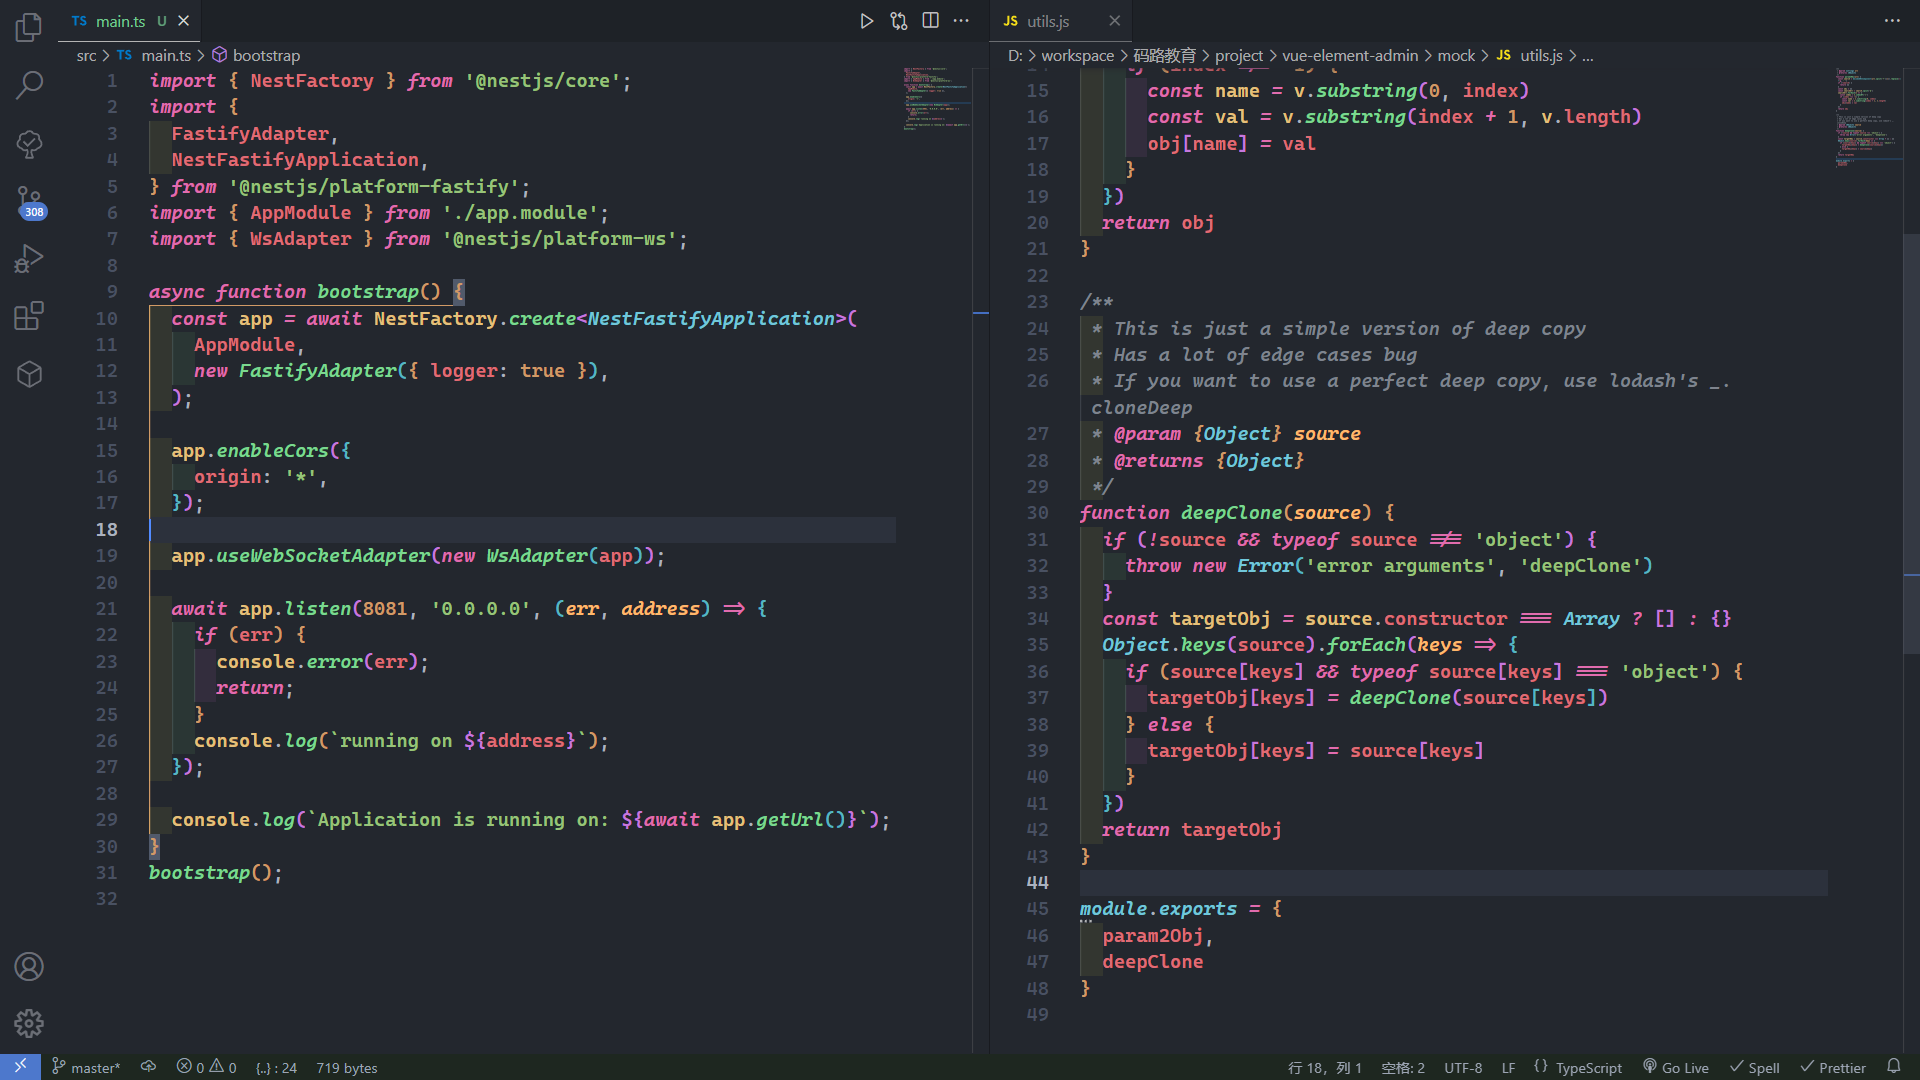 TS main.ts U
src > TS main.ts > bootstrap
1 import { NestFactory } from '@nestjs/core';
2 import {
3 FastifyAdapter,
4 NestFastifyApplication,
5 } from '@nestjs/platform-fastify';
6 import { AppModule } from './app.module';
7 import { WsAdapter } from '@nestjs/platform-ws';
8
9 async function bootstrap() {
10 const app = await NestFactory.create<NestFastifyApplication>(
11 AppModule,
12 new FastifyAdapter({ logger: true }),
13 );
14
15 app.enableCors({
16 origin: '*',
17 });
18
19 app.useWebSocketAdapter(new WsAdapter(app));
20
21 await app.listen(8081, '0.0.0.0', (err, address) => {
22 if (err) {
23 console.error(err);
24 return;
25 }
26 console.log(`running on ${address}`);
27 });
28
29 console.log(`Application is running on: ${await app.getUrl()}`);
30 }
31 bootstrap();
32
308
JS utils.js
D: > workspace > 码路教育 > project > vue-element-admin > mock > JS utils.js > ...
15 const name = v.substring(0, index)
16 const val = v.substring(index + 1, v.length)
17 obj[name] = val
18 }
19 })
20 return obj
21 }
22
23 /**
24 * This is just a simple version of deep copy
25 * Has a lot of edge cases bug
26 * If you want to use a perfect deep copy, use lodash's _.
cloneDeep
27 * @param {Object} source
28 * @returns {Object}
29 */
30 function deepClone(source) {
31 if (!source && typeof source !== 'object') {
32 throw new Error('error arguments', 'deepClone')
33 }
34 const targetObj = source.constructor === Array ? [] : {}
35 Object.keys(source).forEach(keys => {
36 if (source[keys] && typeof source[keys] === 'object') {
37 targetObj[keys] = deepClone(source[keys])
38 } else {
39 targetObj[keys] = source[keys]
40 }
41 })
42 return targetObj
43 }
44
45 module.exports = {
46 param2Obj,
47 deepClone
48 }
49
master* 0 0 {..} : 24 719 bytes 行 18，列 1 空格: 2 UTF-8 LF {} TypeScript Go Live Spell Prettier